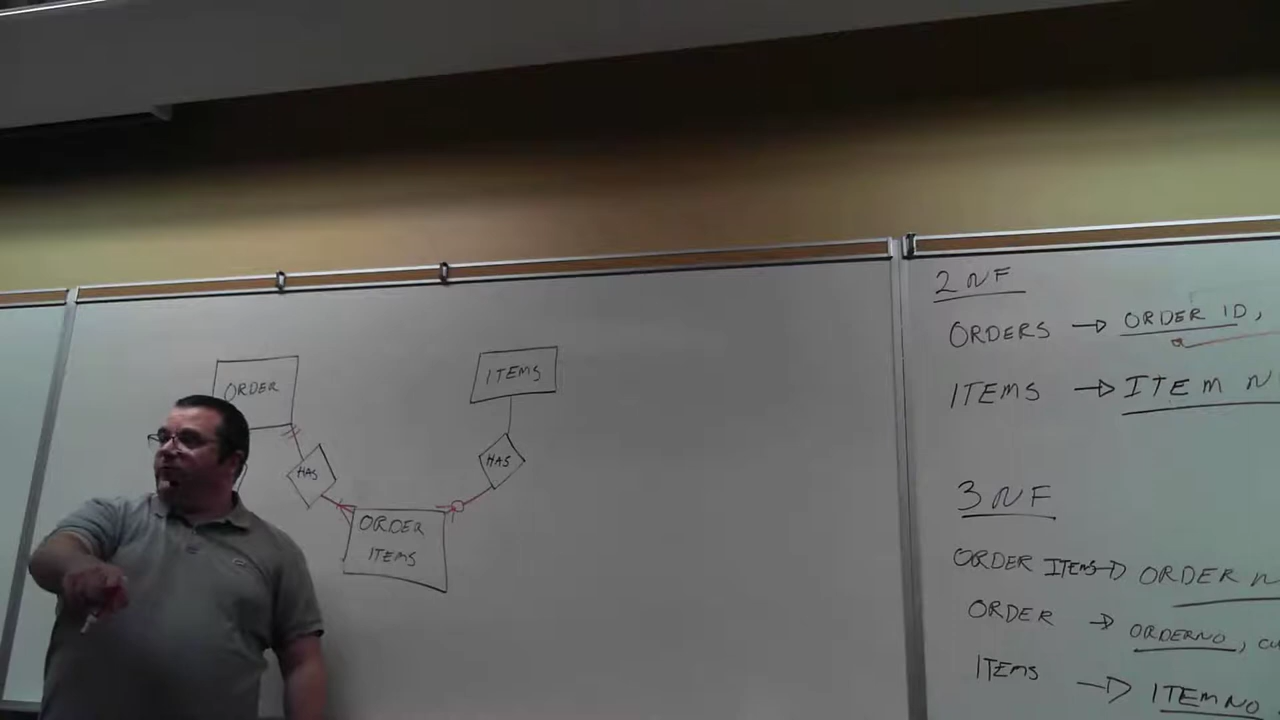 ORDER
ITEMS
HAS
HAS
ORDER
ITEMS
2NF
ORDERS → ORDER ID,
ITEMS → ITEM N
3NF
ORDER ITEMS → ORDER N
ORDER → ORDERNO, cu
ITEMS → ITEMNO